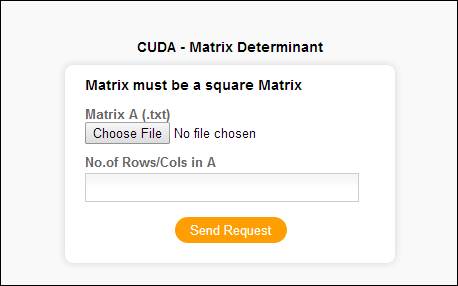 CUDA - Matrix Determinant
Matrix must be a square Matrix
Matrix A (.txt)
Choose File No file chosen
No.of Rows/Cols in A
Send Request